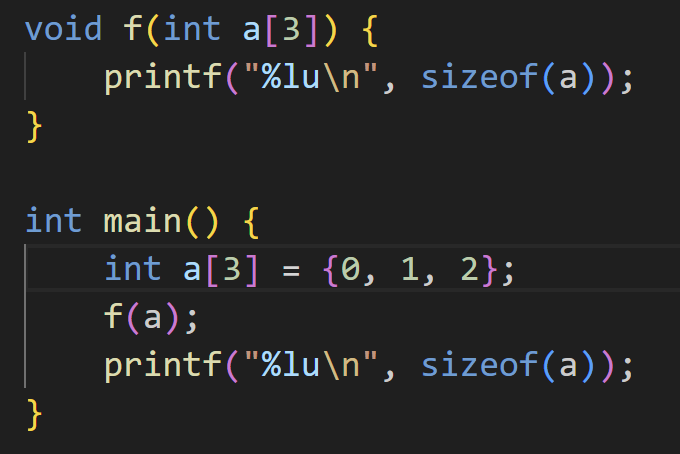 void f(int a[3]) {
    printf("%lu\n", sizeof(a));
}

int main() {
    int a[3] = {0, 1, 2};
    f(a);
    printf("%lu\n", sizeof(a));
}